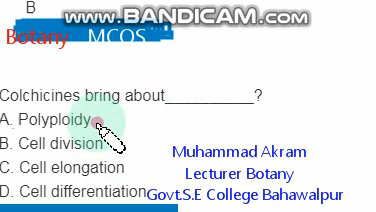 B
www.BANDICAM.com
Botany MCQS
Colchicines bring about__________?
A. Polyploidy
B. Cell division
C. Cell elongation
D. Cell differentiation
Muhammad Akram
Lecturer Botany
Govt.S.E College Bahawalpur